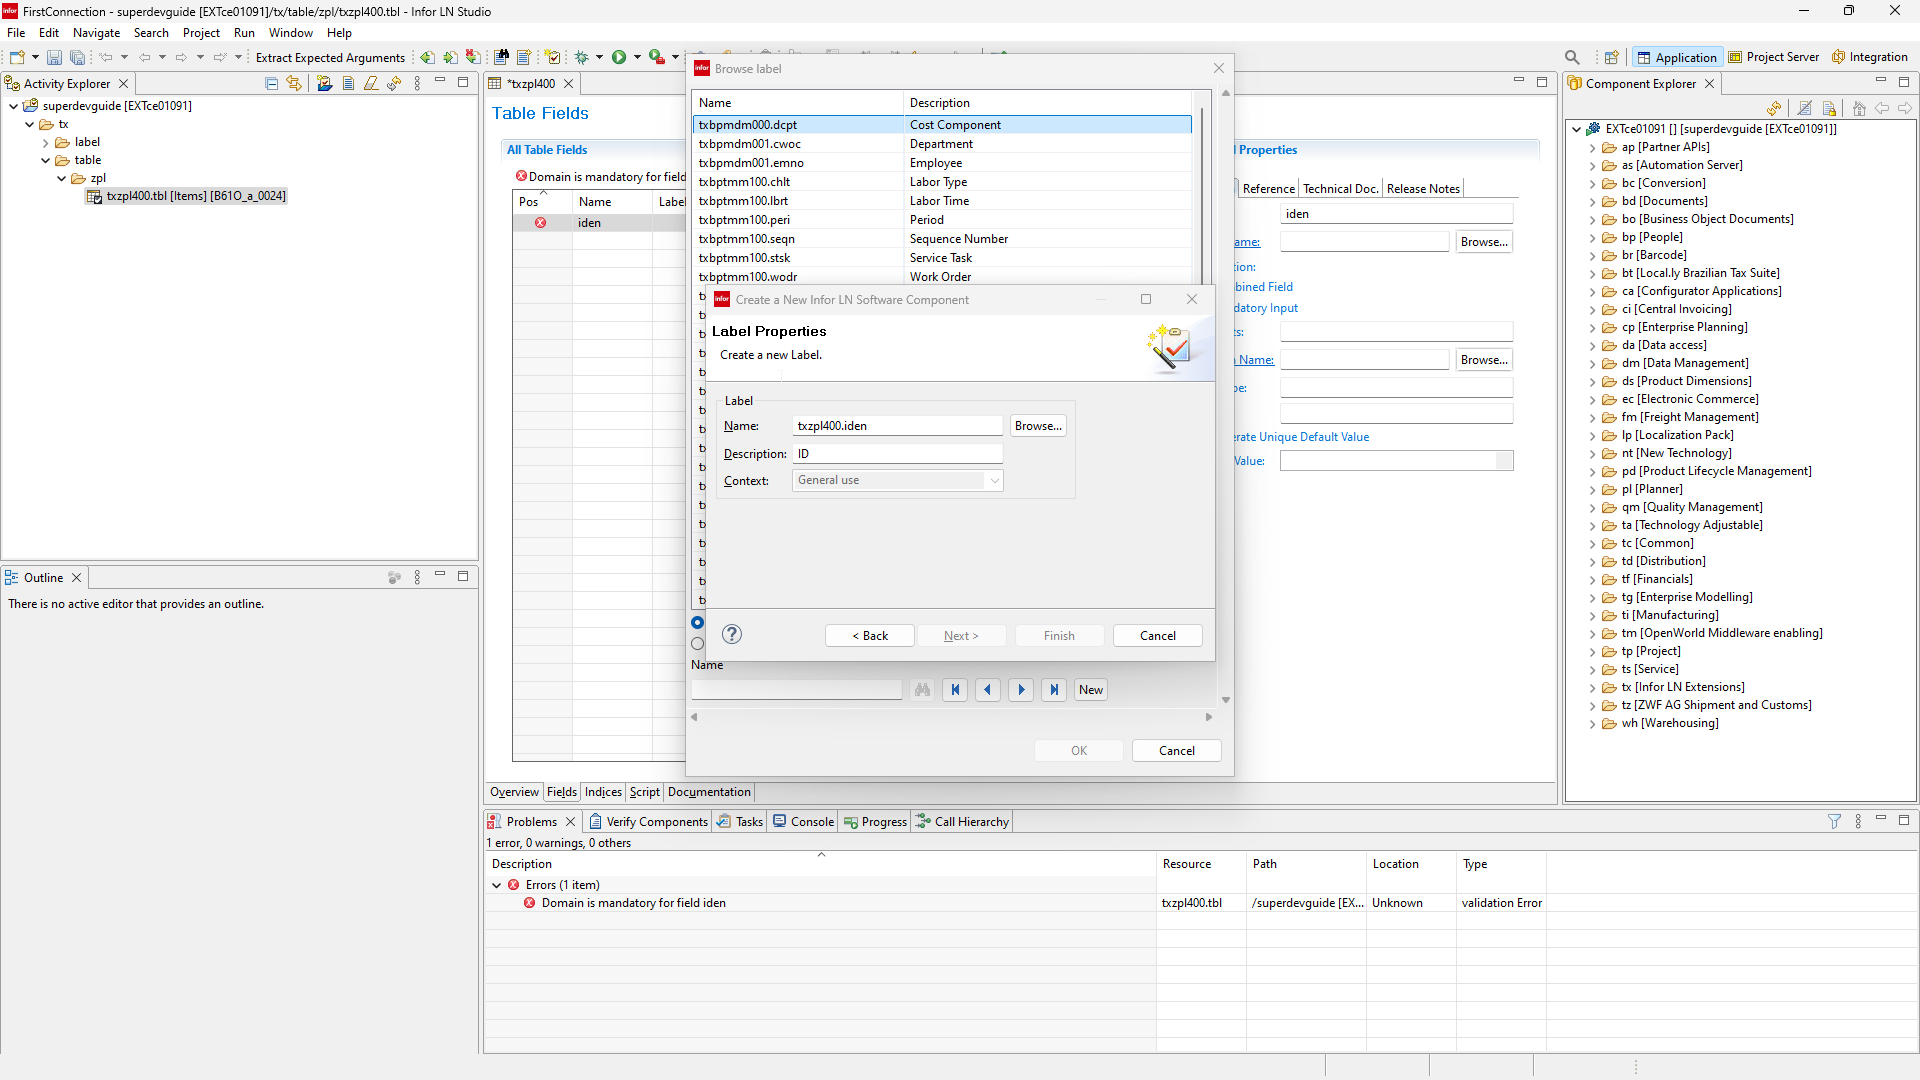 FirstConnection - superdevguide [EXTce01091]/tx/table/zpl/txzpl400.tbl - Infor LN Studio
File Edit Navigate Search Project Run Window Help
Extract Expected Arguments
Application
Project Server
Integration
Activity Explorer
superdevguide [EXTce01091]
tx
label
table
zpl
txzpl400.tbl [Items] [B61O_a_0024]
Outline
There is no active editor that provides an outline.
*txzpl400
Table Fields
All Table Fields
Domain is mandatory for field
Pos Name Label
iden
Browse label
infor
Name Description
txbpmdm000.dcpt Cost Component
txbpmdm001.cwoc Department
txbpmdm001.emno Employee
txbptmm100.chlt Labor Type
txbptmm100.lbrt Labor Time
txbptmm100.peri Period
txbptmm100.seqn Sequence Number
txbptmm100.stsk Service Task
txbptmm100.wodr Work Order
infor
Create a New Infor LN Software Component
Label Properties
Create a new Label.
Label
Name: txzpl400.iden Browse...
Description: ID
Context: General use
< Back Next > Finish Cancel
Name
New
OK Cancel
Properties
Reference Technical Doc. Release Notes
iden
ame: Browse...
tion:
bined Field
datory Input
ts:
n Name: Browse...
pe:
erate Unique Default Value
Value:
Overview Fields Indices Script Documentation
Component Explorer
EXTce01091 [] [superdevguide [EXTce01091]]
ap [Partner APIs]
as [Automation Server]
bc [Conversion]
bd [Documents]
bo [Business Object Documents]
bp [People]
br [Barcode]
bt [Local.ly Brazilian Tax Suite]
ca [Configurator Applications]
ci [Central Invoicing]
cp [Enterprise Planning]
da [Data access]
dm [Data Management]
ds [Product Dimensions]
ec [Electronic Commerce]
fm [Freight Management]
lp [Localization Pack]
nt [New Technology]
pd [Product Lifecycle Management]
pl [Planner]
qm [Quality Management]
ta [Technology Adjustable]
tc [Common]
td [Distribution]
tf [Financials]
tg [Enterprise Modelling]
ti [Manufacturing]
tm [OpenWorld Middleware enabling]
tp [Project]
ts [Service]
tx [Infor LN Extensions]
tz [ZWF AG Shipment and Customs]
wh [Warehousing]
Problems Verify Components Tasks Console Progress Call Hierarchy
1 error, 0 warnings, 0 others
Description Resource Path Location Type
Errors (1 item)
Domain is mandatory for field iden txzpl400.tbl /superdevguide [EX... Unknown validation Error